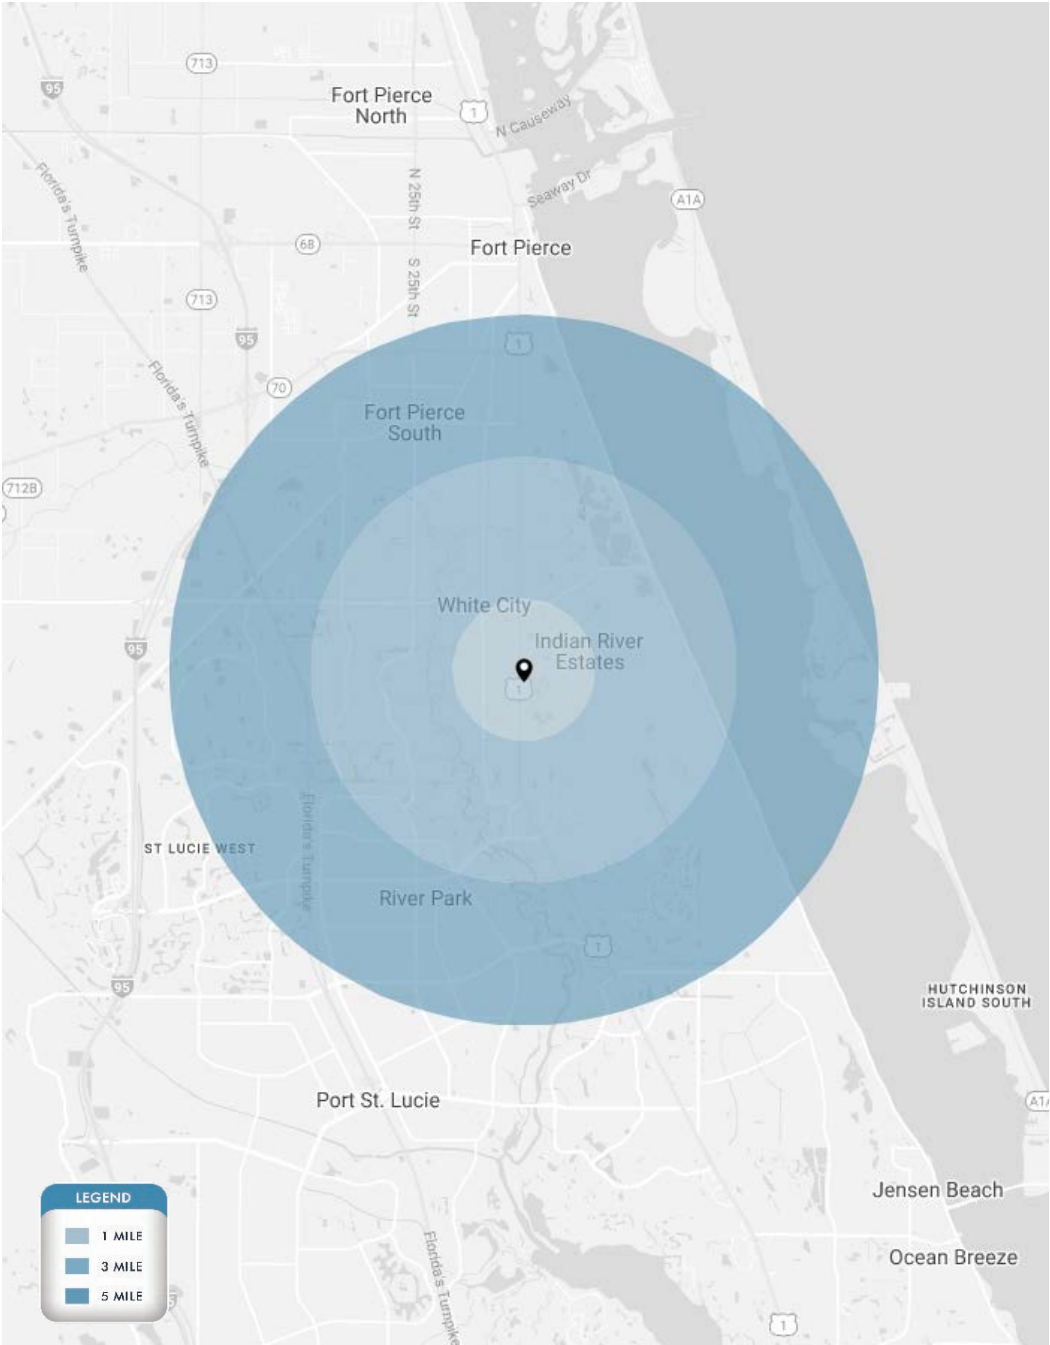 713
95
Fort Pierce
North
1
N Causeway
Florida's Turnpike
N 25th St
Seaway Dr
A1A
68
Fort Pierce
S 25th St
713
95
1
Florida's Turnpike
70
Fort Pierce
South
712B
White City
Indian River
Estates
95
1
Florida's Turnpike
ST LUCIE WEST
River Park
1
95
HUTCHINSON
ISLAND SOUTH
Port St. Lucie
A1A
Jensen Beach
LEGEND
1 MILE
3 MILE
5 MILE
Florida's Turnpike
Ocean Breeze
1